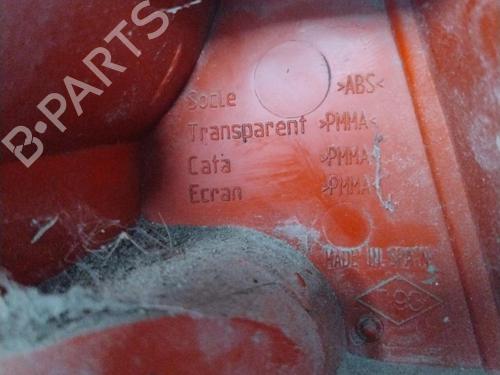 B-PARTS
Socle >ABS<
Transparent >PMMA<
Cata >PMMA<
Ecran >PMMA<
MADE IN SPAIN